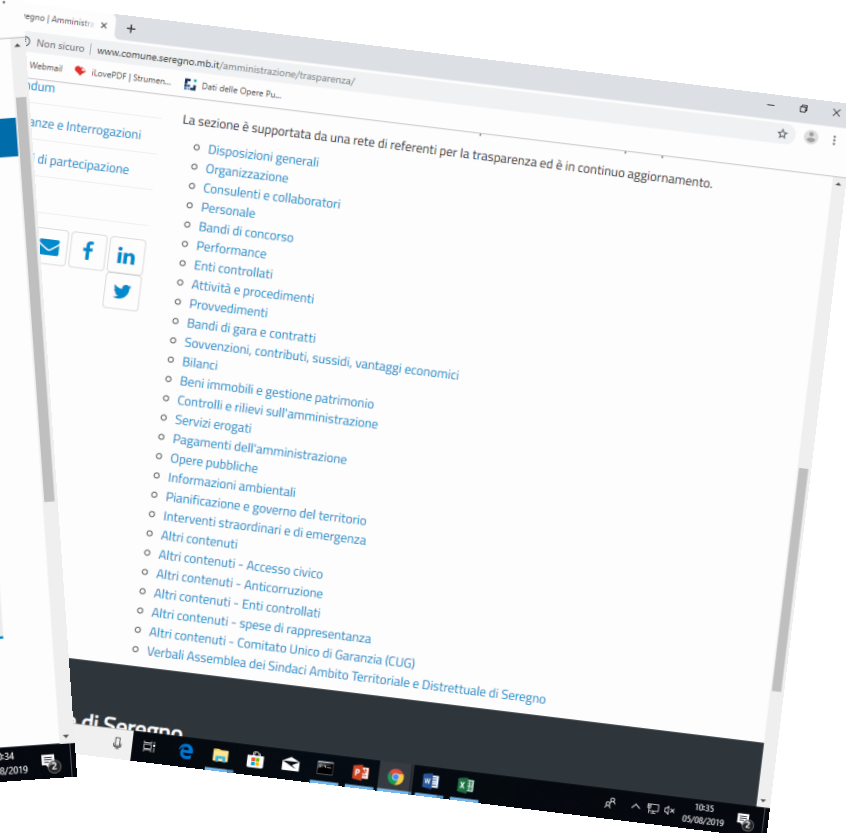 egno | Amministr
Non sicuro | www.comune.seregno.mb.it/amministrazione/trasparenza/
Webmail iLovePDF | Strumen... Dati delle Opere Pu...
dum
anze e Interrogazioni
di partecipazione
La sezione è supportata da una rete di referenti per la trasparenza ed è in continuo aggiornamento.
Disposizioni generali
Organizzazione
Consulenti e collaboratori
Personale
Bandi di concorso
Performance
Enti controllati
Attività e procedimenti
Provvedimenti
Bandi di gara e contratti
Sovvenzioni, contributi, sussidi, vantaggi economici
Bilanci
Beni immobili e gestione patrimonio
Controlli e rilievi sull'amministrazione
Servizi erogati
Pagamenti dell'amministrazione
Opere pubbliche
Informazioni ambientali
Pianificazione e governo del territorio
Interventi straordinari e di emergenza
Altri contenuti
Altri contenuti - Accesso civico
Altri contenuti - Anticorruzione
Altri contenuti - Enti controllati
Altri contenuti - spese di rappresentanza
Altri contenuti - Comitato Unico di Garanzia (CUG)
Verbali Assemblea dei Sindaci Ambito Territoriale e Distrettuale di Seregno
di Seregno
10:35
05/08/2019
2
:34
8/2019
2